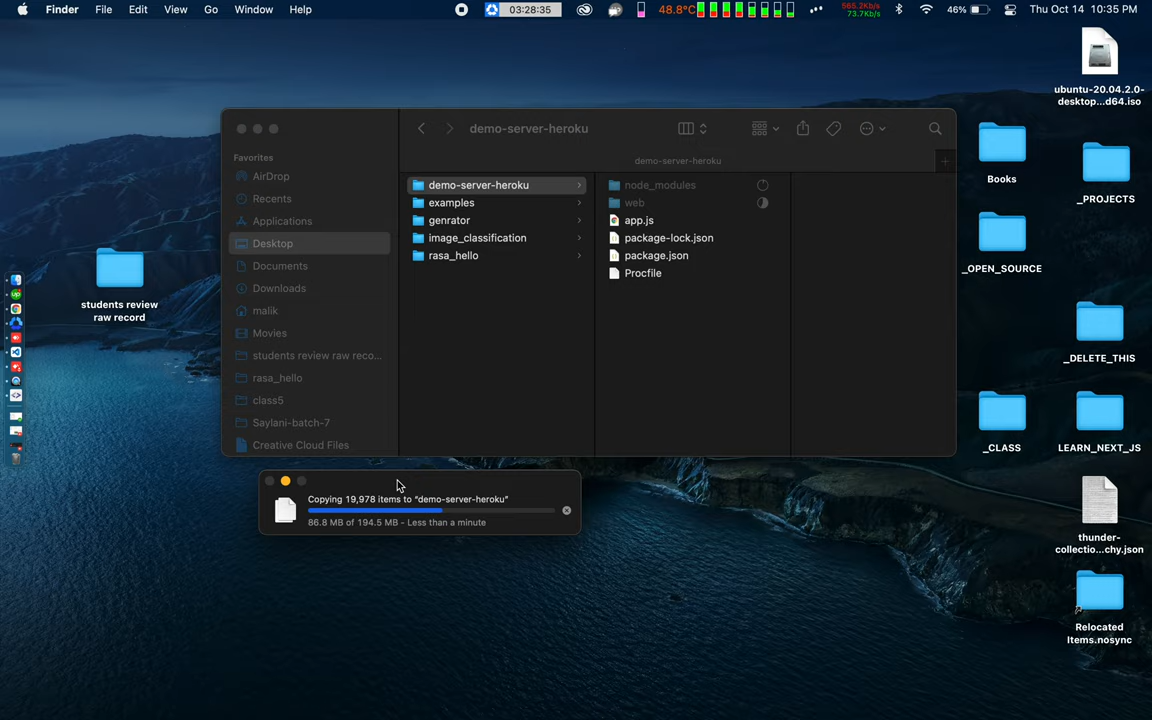 Finder File Edit View Go Window Help 03:28:35 48.8°C 565.2Kb/s 73.7Kb/s 46% Thu Oct 14 10:35 PM
ubuntu-20.04.2.0-
desktop...d64.iso
Books
_PROJECTS
_OPEN_SOURCE
_DELETE_THIS
_CLASS
LEARN_NEXT_JS
thunder-
collectio...chy.json
Relocated
Items.nosync
students review
raw record
demo-server-heroku
demo-server-heroku
Favorites
AirDrop
Recents
Applications
Desktop
Documents
Downloads
malik
Movies
students review raw reco...
rasa_hello
class5
Saylani-batch-7
Creative Cloud Files
demo-server-heroku
examples
genrator
image_classification
rasa_hello
node_modules
web
app.js
package-lock.json
package.json
Procfile
Copying 19,978 items to “demo-server-heroku”
86.8 MB of 194.5 MB - Less than a minute